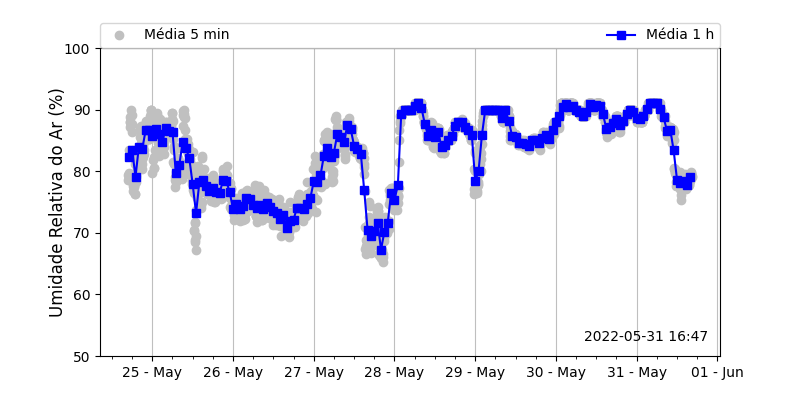 Média 5 min
Média 1 h
Umidade Relativa do Ar (%)
100
90
80
70
60
50
2022-05-31 16:47
25 - May
26 - May
27 - May
28 - May
29 - May
30 - May
31 - May
01 - Jun